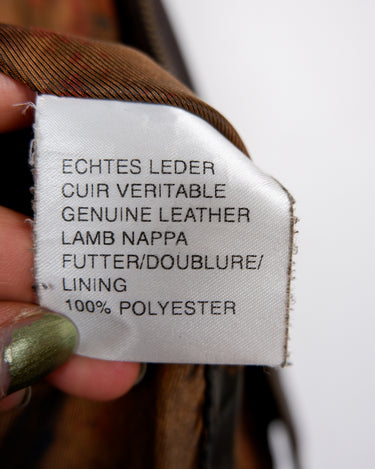 ECHTES LEDER
CUIR VERITABLE
GENUINE LEATHER
LAMB NAPPA
FUTTER/DOUBLURE/
LINING
100% POLYESTER